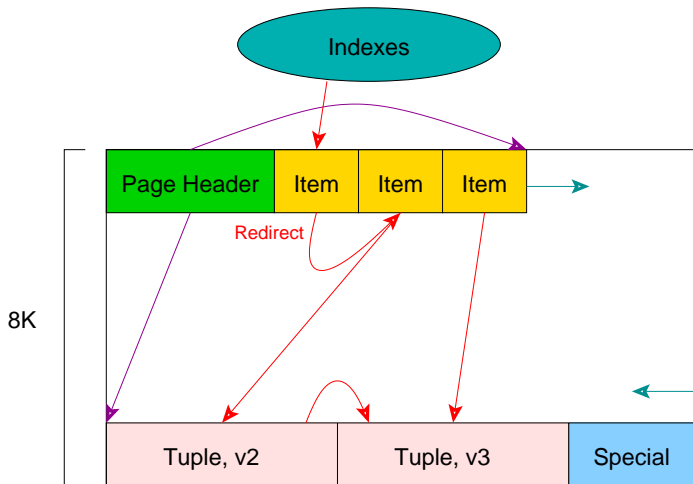 Indexes
Page Header
Item
Item
Item
Redirect
8K
Tuple, v2
Tuple, v3
Special